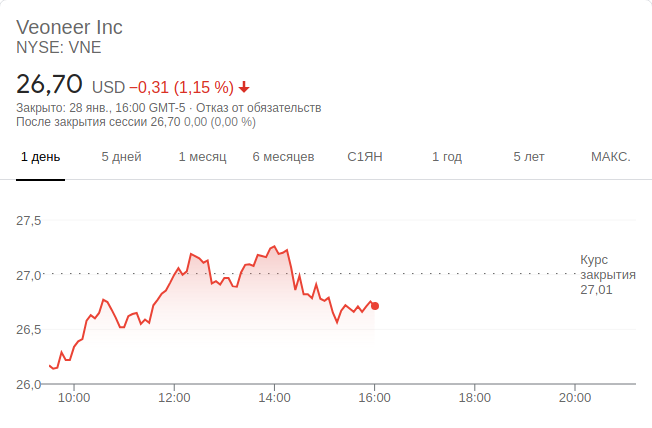 Veoneer Inc
NYSE: VNE
26,70 USD −0,31 (1,15 %)
Закрыто: 28 янв., 16:00 GMT-5 · Отказ от обязательств
После закрытия сессии 26,70 0,00 (0,00 %)
1 день 5 дней 1 месяц 6 месяцев С1ЯН 1 год 5 лет МАКС.
27,5
27,0
26,5
26,0
Курс
закрытия
27,01
10:00 12:00 14:00 16:00 18:00 20:00